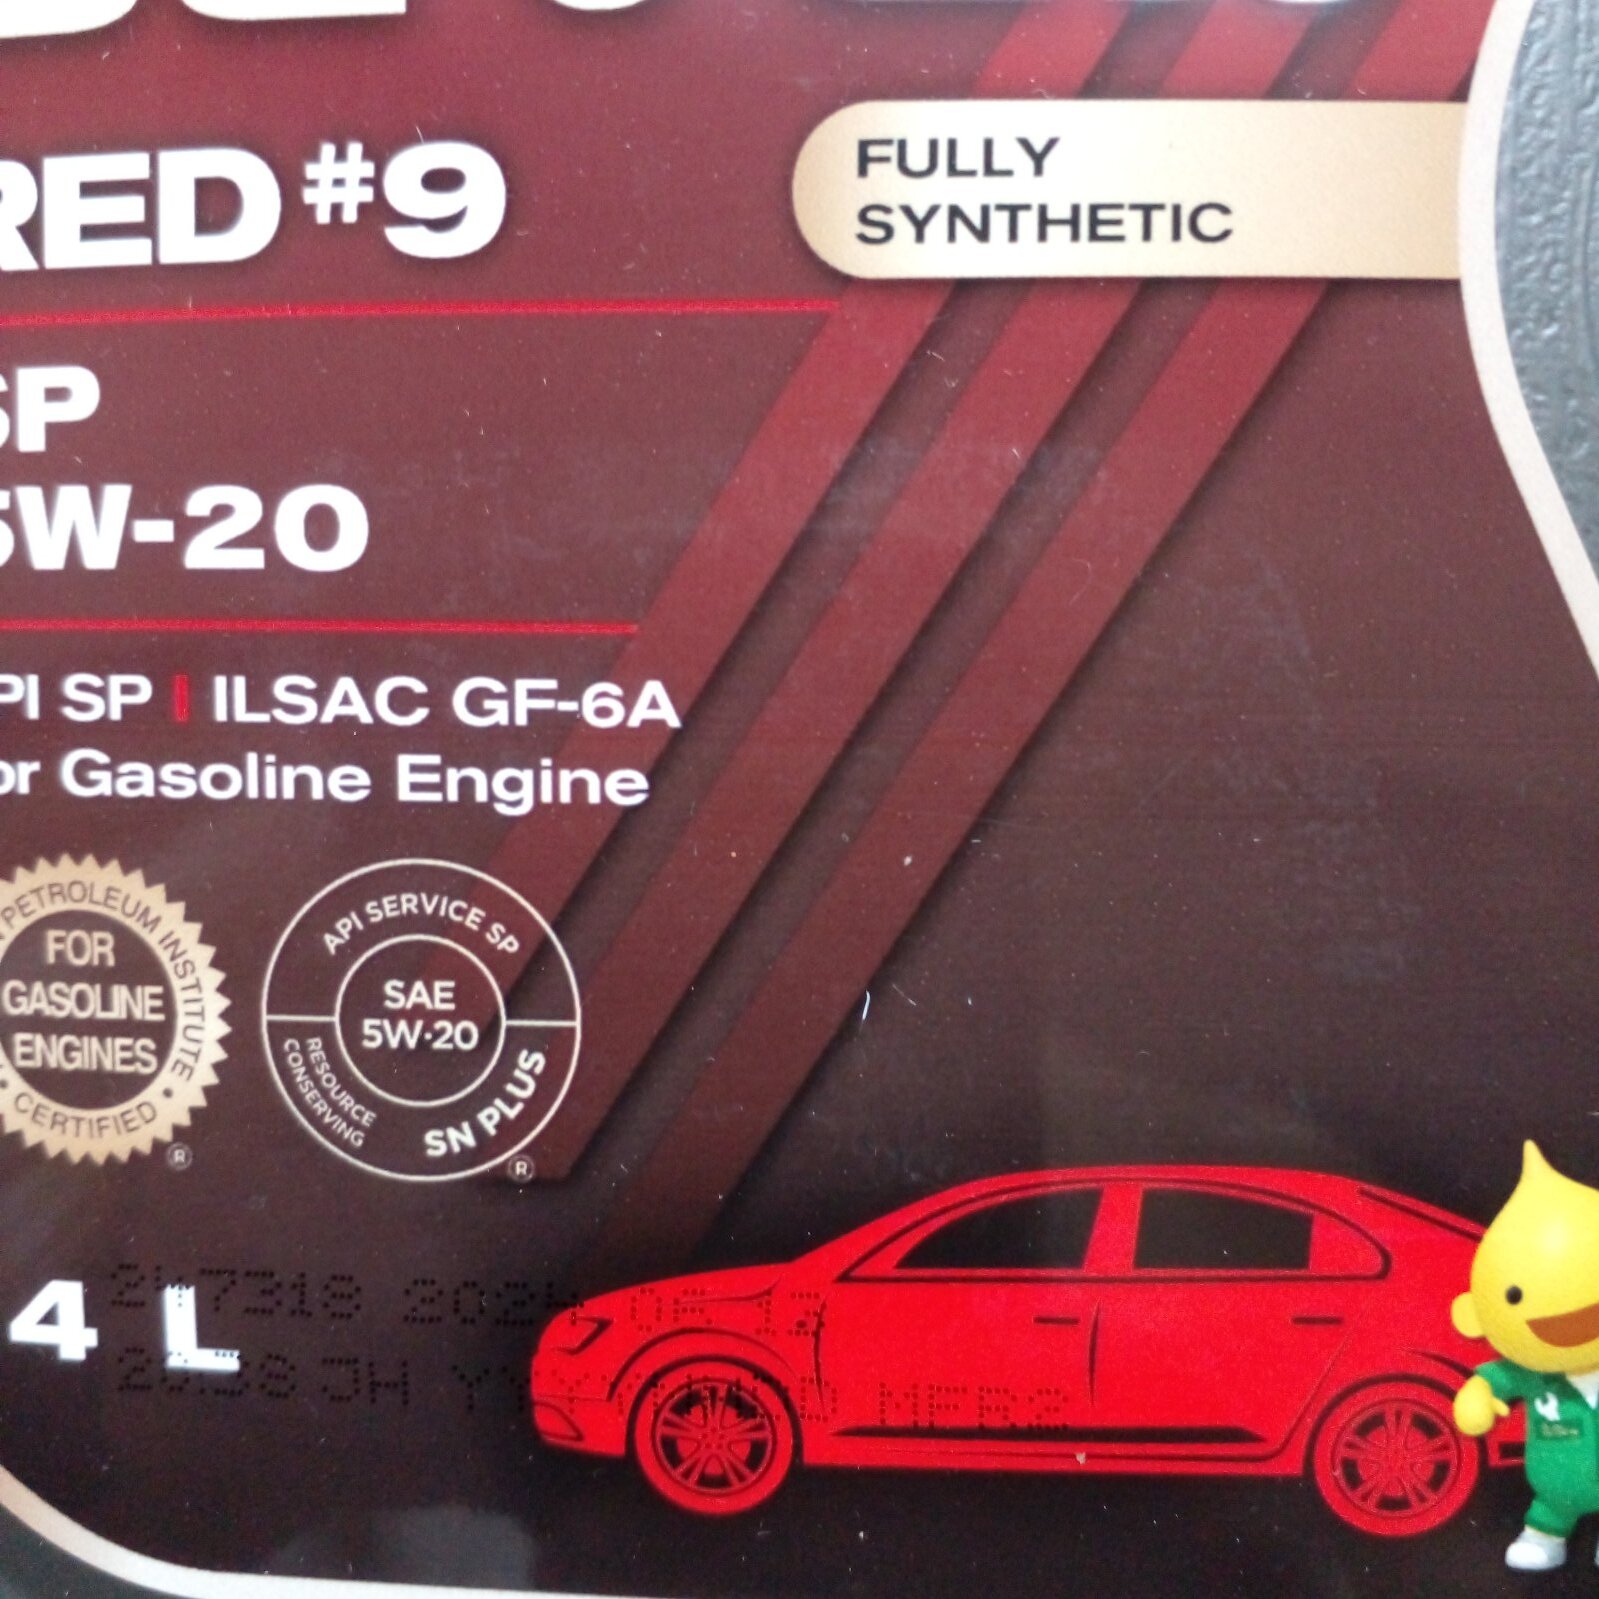 RED #9
FULLY
SYNTHETIC
SP
5W-20
PI SP | ILSAC GF-6A
or Gasoline Engine
PETROLEUM INSTITUTE
FOR
GASOLINE
ENGINES
CERTIFIED
®
API SERVICE SP
SAE
5W-20
RESOURCE
CONSERVING
SN PLUS
®
4 L
MFR2